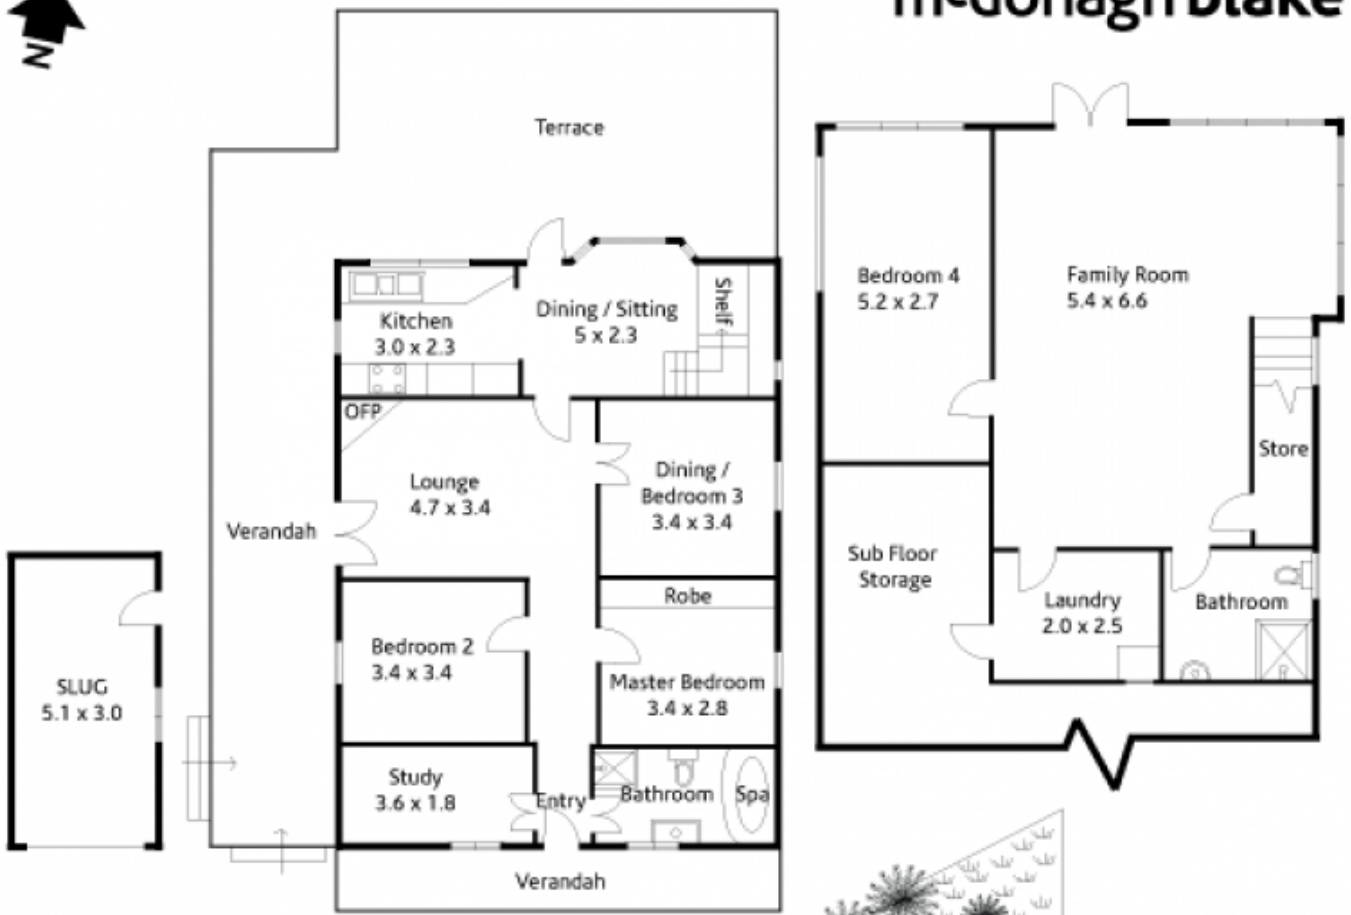 N
mcdonagh blake
Terrace
Kitchen
3.0 x 2.3
Dining / Sitting
5 x 2.3
Shelf
OFP
Lounge
4.7 x 3.4
Dining /
Bedroom 3
3.4 x 3.4
Verandah
Robe
Bedroom 2
3.4 x 3.4
Master Bedroom
3.4 x 2.8
SLUG
5.1 x 3.0
Study
3.6 x 1.8
Entry
Bathroom
Spa
Verandah
Bedroom 4
5.2 x 2.7
Family Room
5.4 x 6.6
Store
Sub Floor
Storage
Laundry
2.0 x 2.5
Bathroom